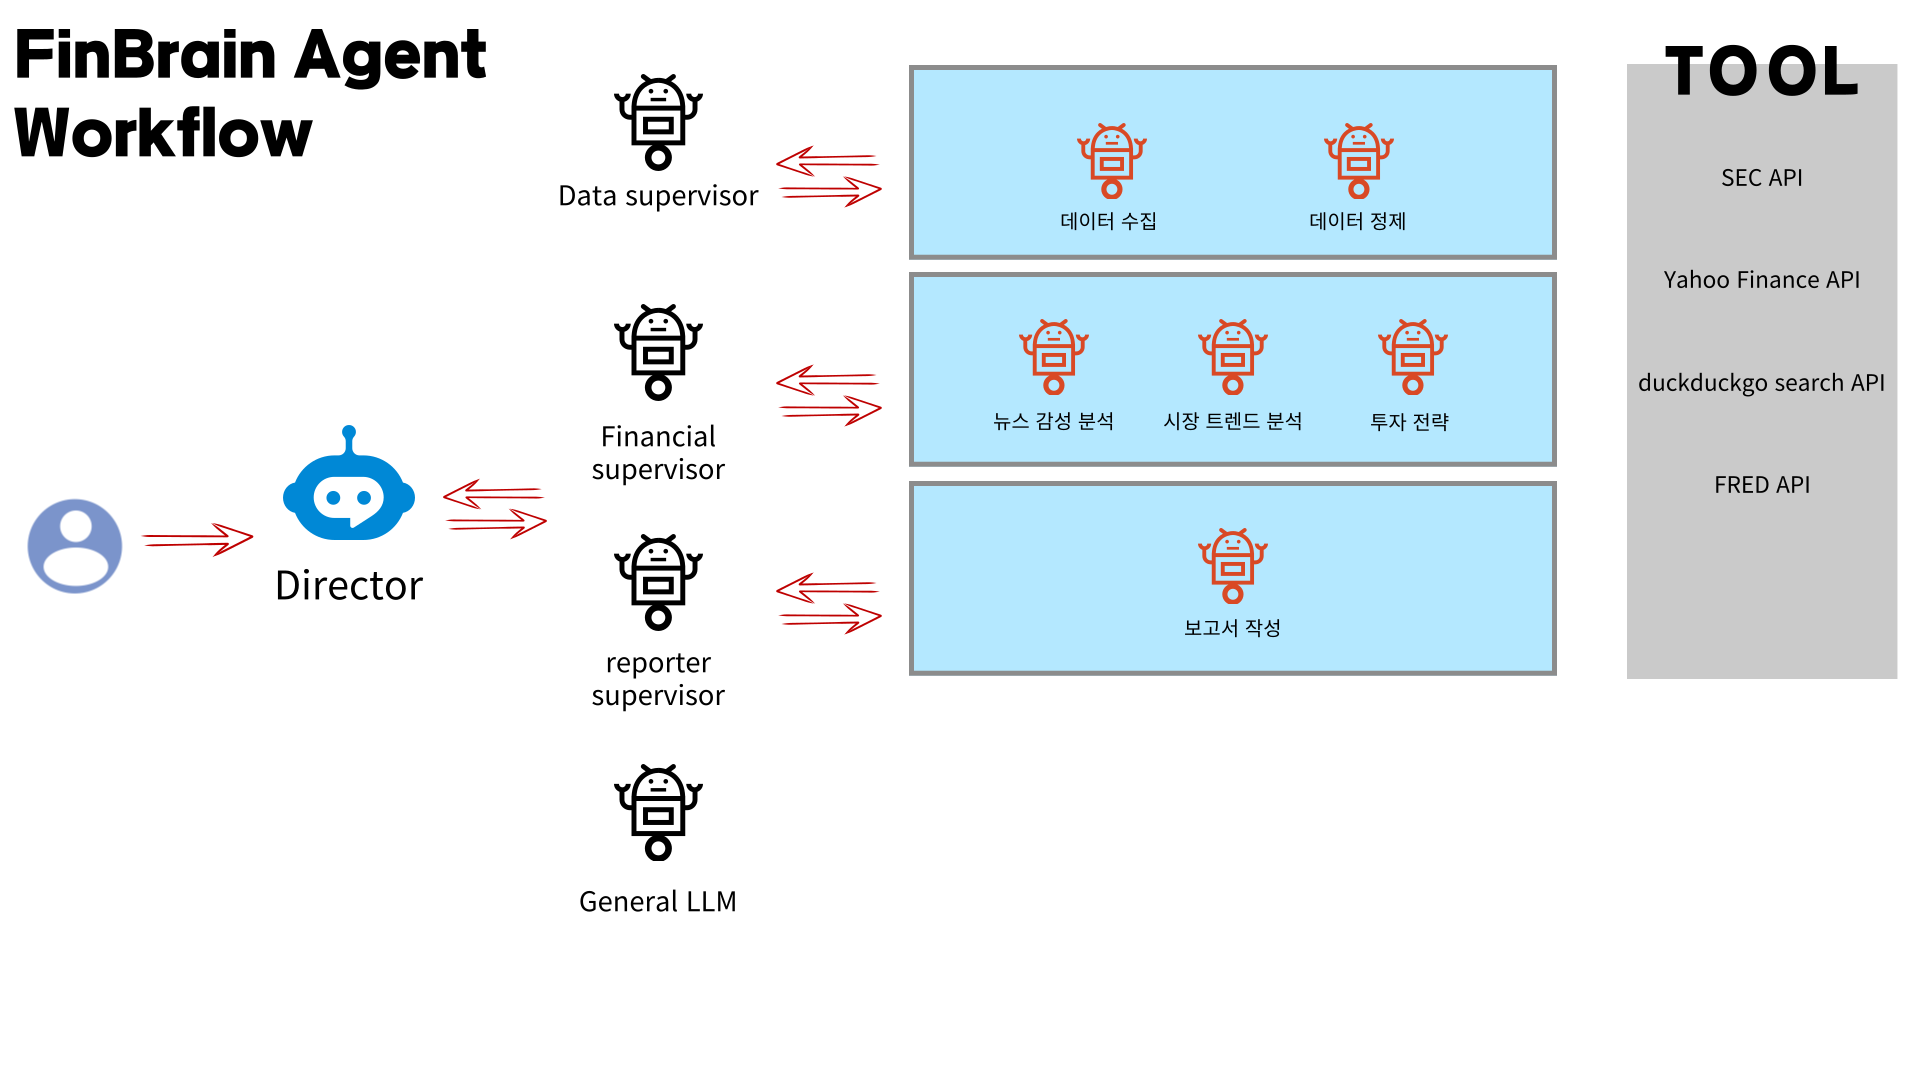 FinBrain Agent
Workflow
TOOL
Data supervisor
데이터 수집
데이터 정제
SEC API
Yahoo Finance API
Financial
supervisor
뉴스 감성 분석
시장 트렌드 분석
투자 전략
duckduckgo search API
FRED API
Director
reporter
supervisor
보고서 작성
General LLM